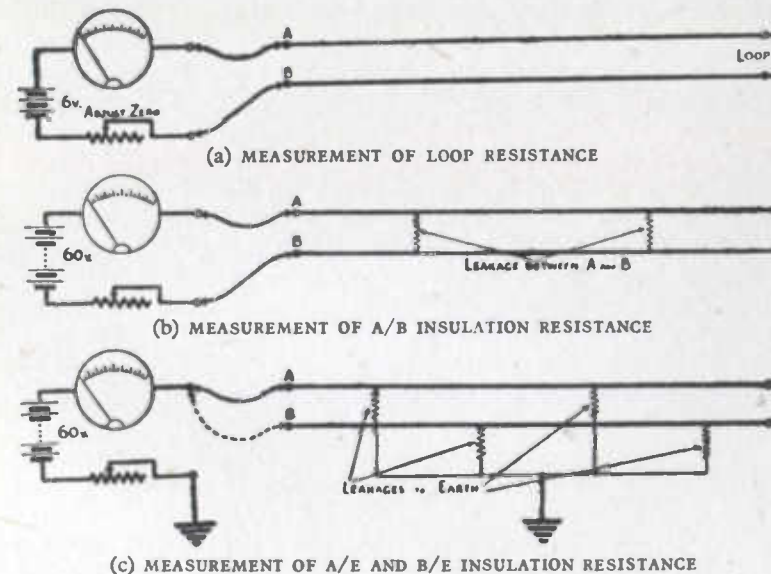 A
LOOP
B
6V.
ADJUST ZERO
(a) MEASUREMENT OF LOOP RESISTANCE
A
60V.
B
LEAKAGE BETWEEN A AND B
(b) MEASUREMENT OF A/B INSULATION RESISTANCE
A
B
60V.
LEAKAGES TO EARTH
(c) MEASUREMENT OF A/E AND B/E INSULATION RESISTANCE